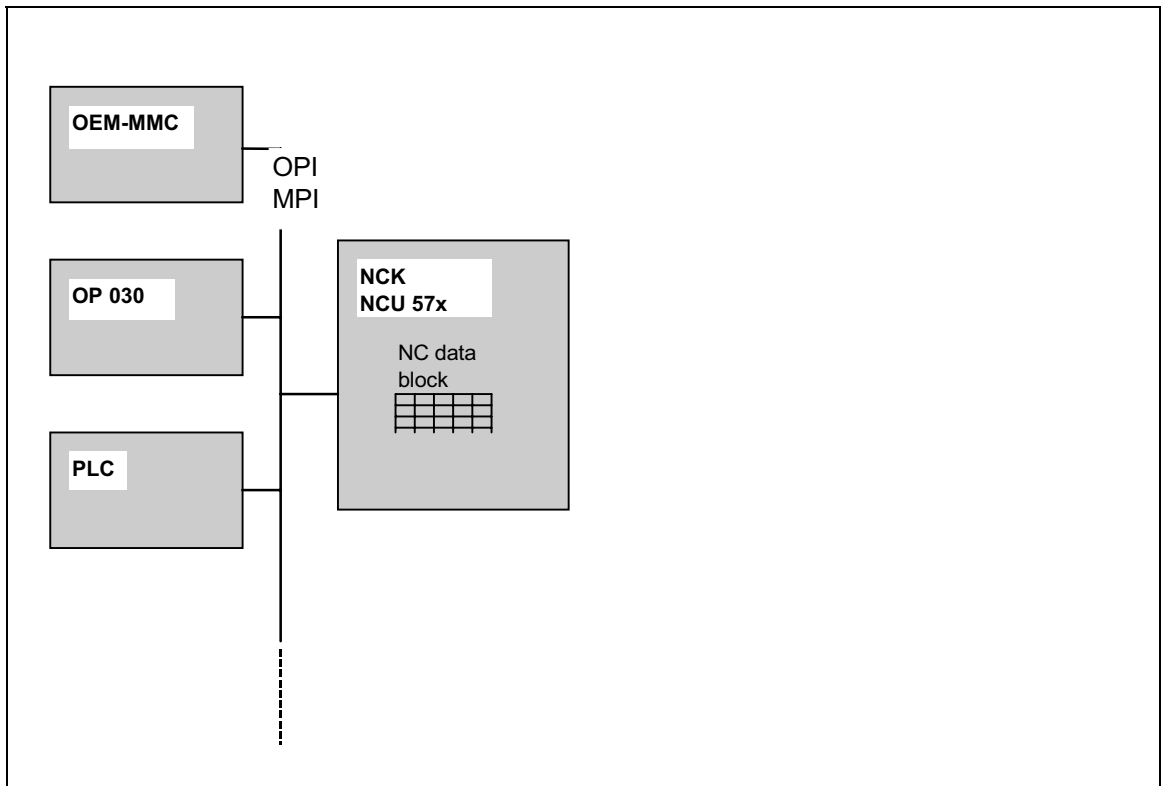 OEM-MMC
OPI
MPI
OP 030
NCK
NCU 57x
NC data
block
PLC